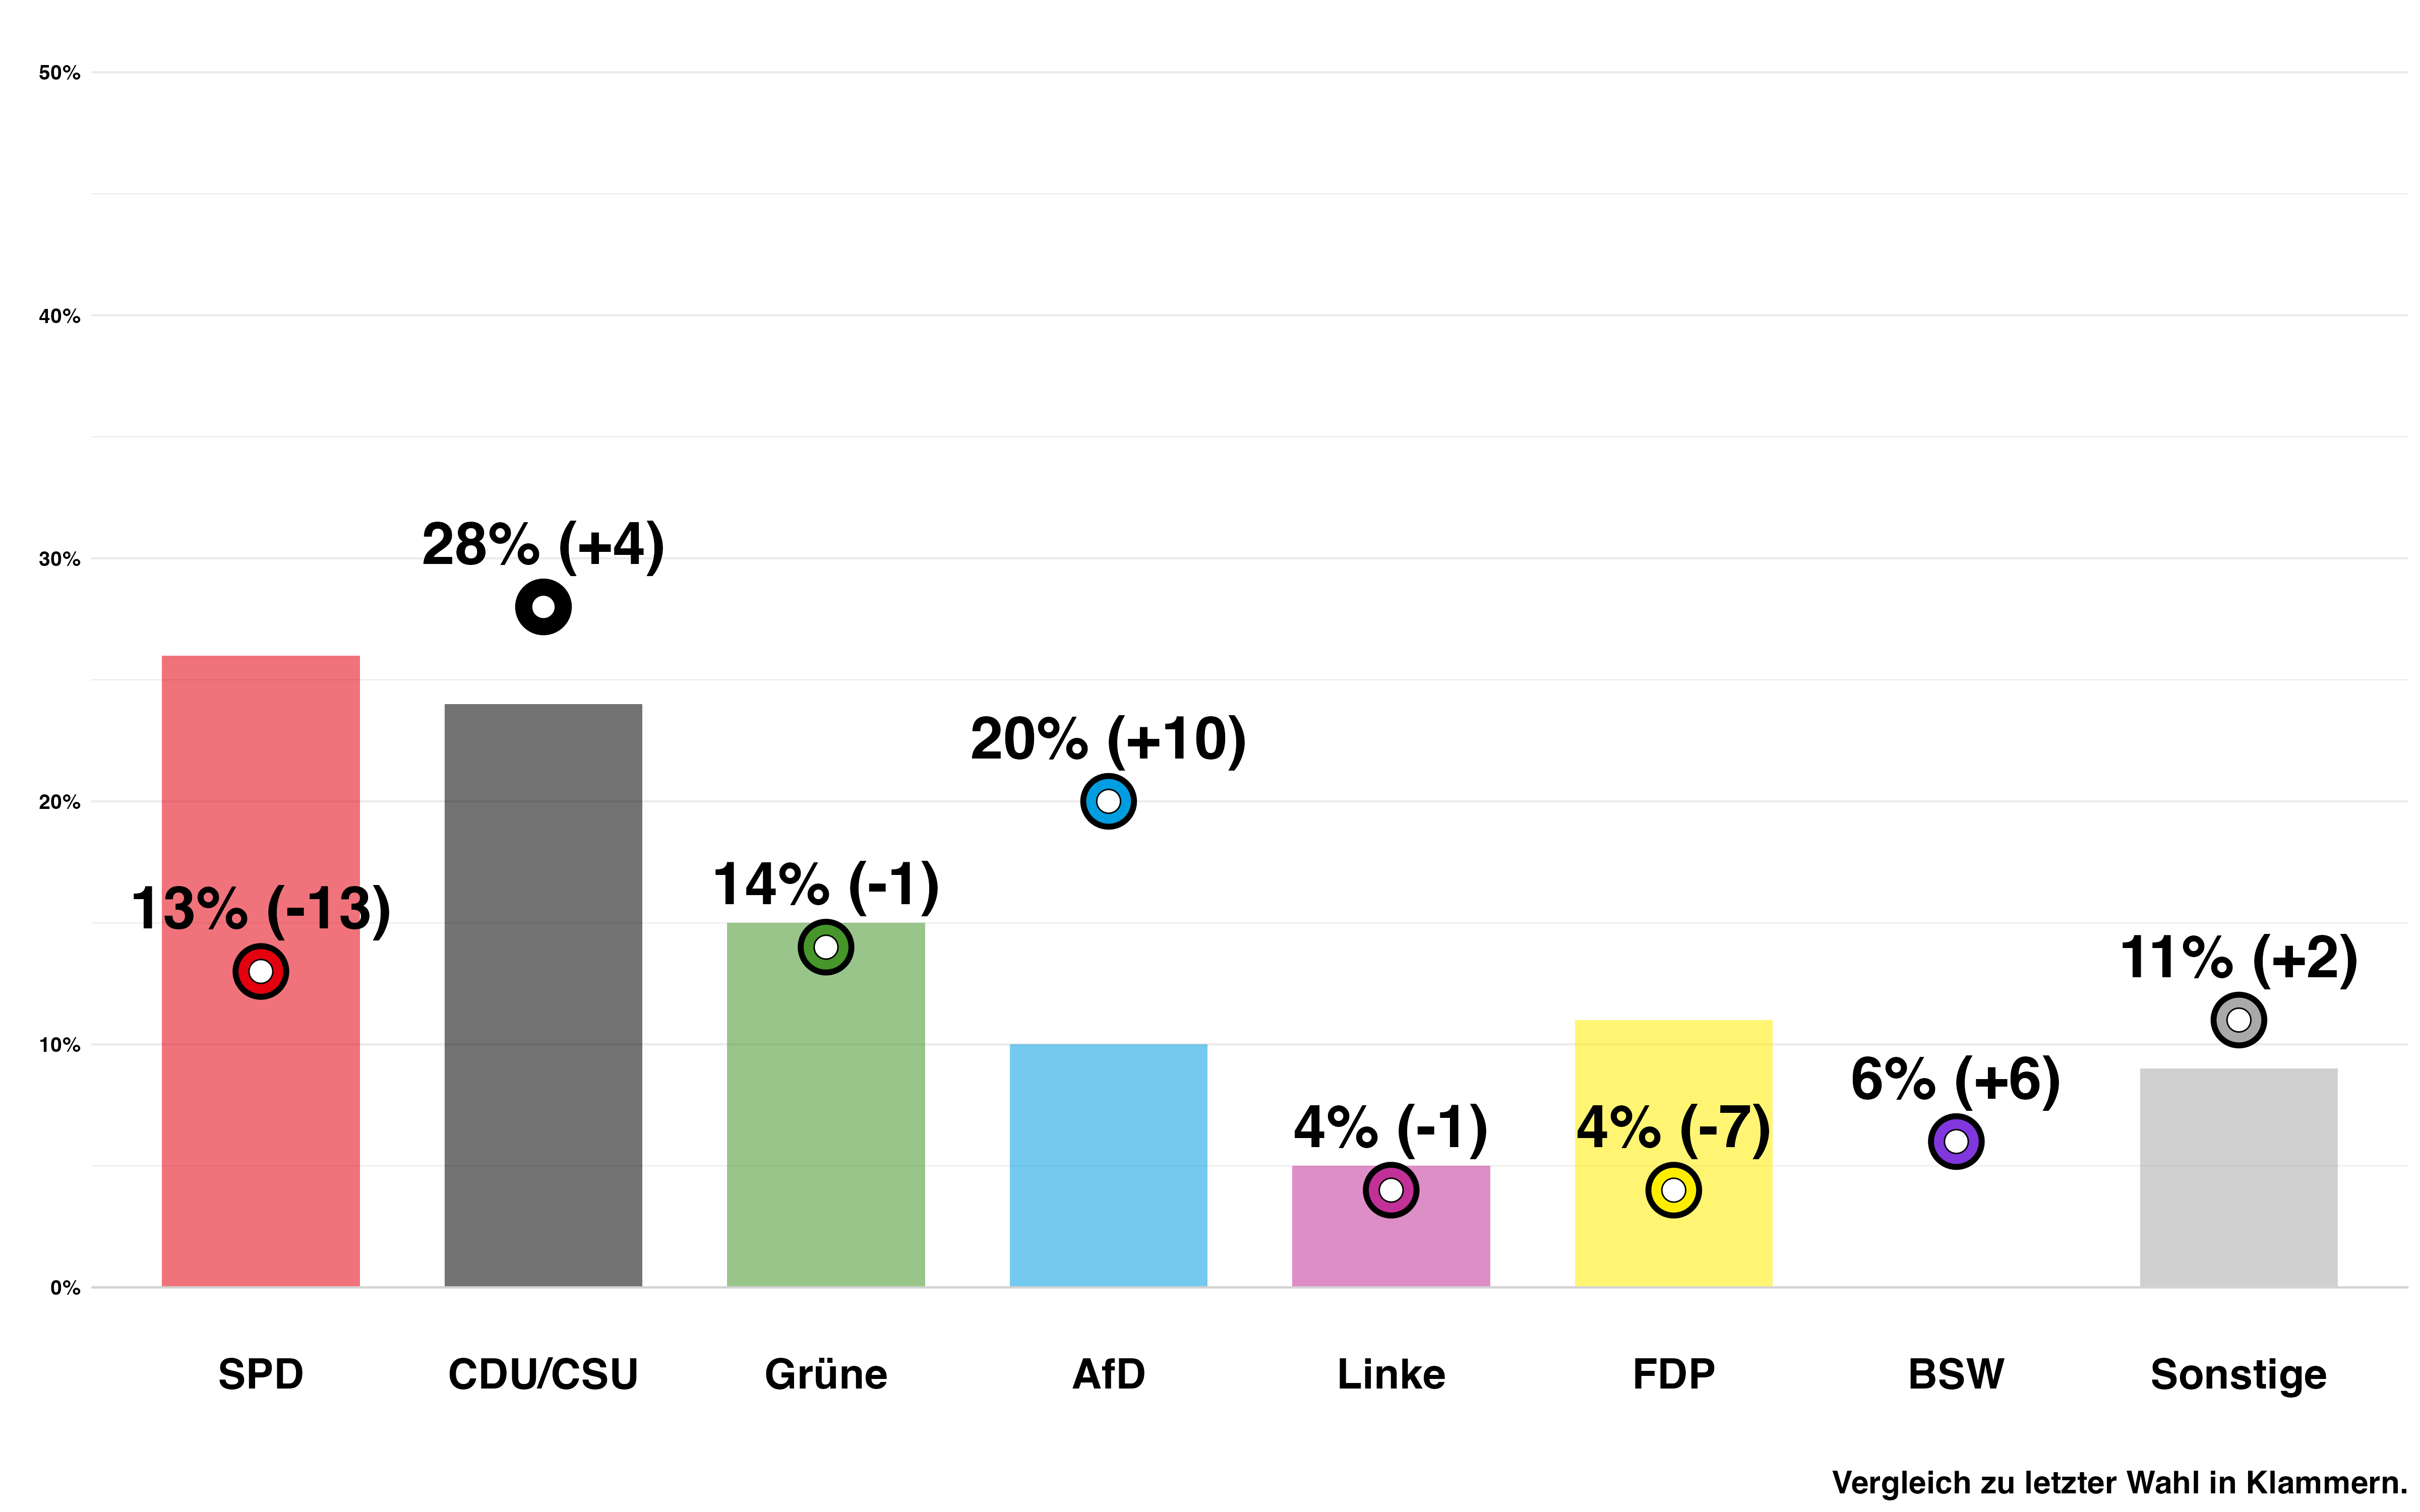 50%
40%
30%
20%
10%
0%
13% (-13)
28% (+4)
14% (-1)
20% (+10)
4% (-1)
4% (-7)
6% (+6)
11% (+2)
SPD
CDU/CSU
Grüne
AfD
Linke
FDP
BSW
Sonstige
Vergleich zu letzter Wahl in Klammern.